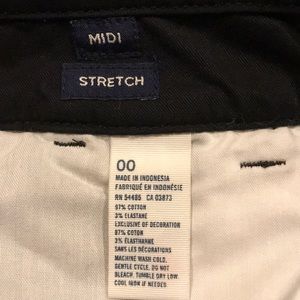 MIDI
STRETCH
00
MADE IN INDONESIA
FABRIQUÉ EN INDONÉSIE
RN 54485 CA 03873
97% COTTON
3% ELASTANE
EXCLUSIVE OF DECORATION
97% COTON
3% ÉLASTHANNE
SANS LES DÉCORATIONS
MACHINE WASH COLD,
GENTLE CYCLE. DO NOT
BLEACH. TUMBLE DRY LOW.
COOL IRON IF NEEDED